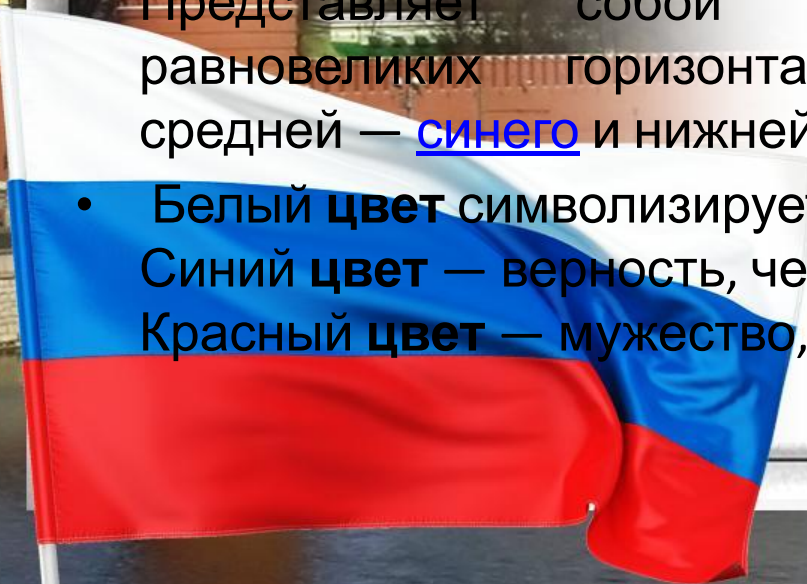 Представляет собой
равновеликих горизонта
средней — синего и нижней
• Белый цвет символизирует
Синий цвет — верность, че
Красный цвет — мужество,